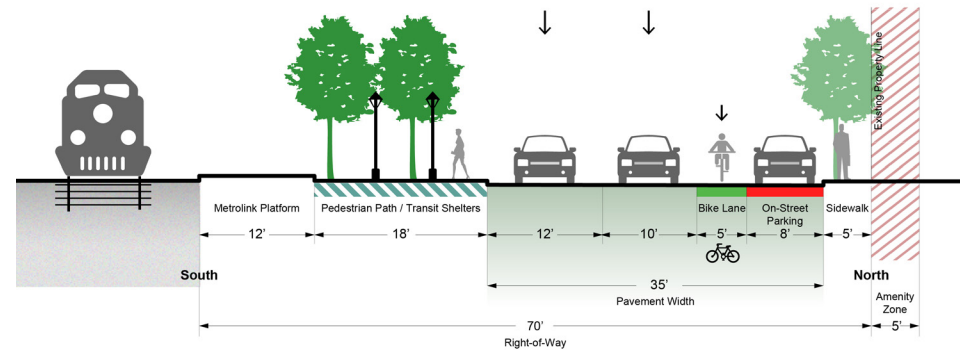 Existing Property Line
Metrolink Platform
Pedestrian Path / Transit Shelters
Bike Lane
On-Street
Parking
Sidewalk
12’
18’
12’
10’
5’
8’
5’
South
North
35’
Pavement Width
Amenity
Zone
70’
5’
Right-of-Way